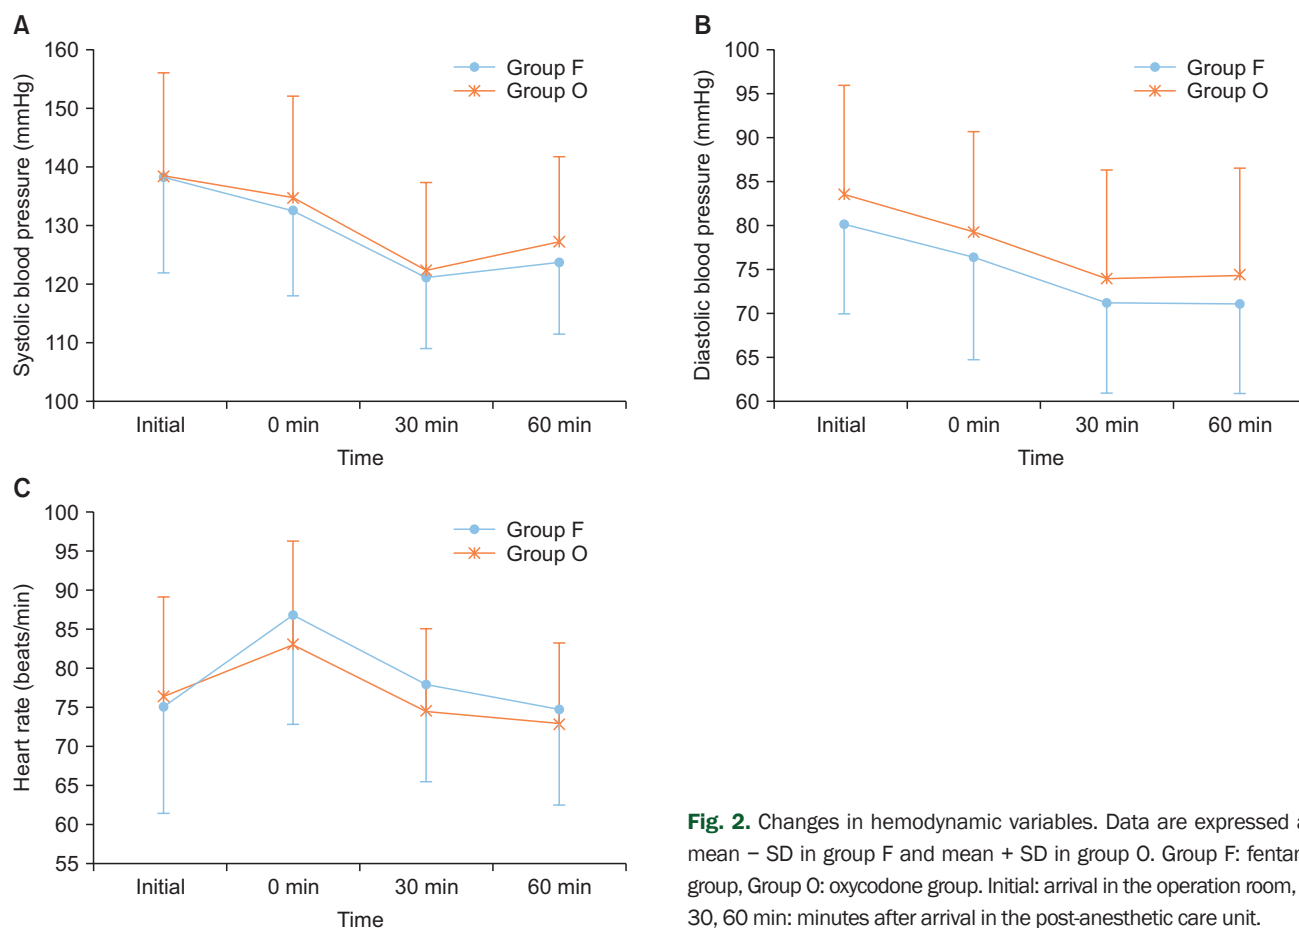 A
160
150
140
130
120
110
100
Systolic blood pressure (mmHg)
Group F
Group O
Initial
0 min
30 min
60 min
Time
B
100
95
90
85
80
75
70
65
60
Diastolic blood pressure (mmHg)
Group F
Group O
Initial
0 min
30 min
60 min
Time
C
100
95
90
85
80
75
70
65
60
55
Heart rate (beats/min)
Group F
Group O
Initial
0 min
30 min
60 min
Time
Fig. 2. Changes in hemodynamic variables. Data are expressed
mean − SD in group F and mean + SD in group O. Group F:
group, Group O: oxycodone group. Initial: arrival in the operation room,
30, 60 min: minutes after arrival in the post-anesthetic care unit.